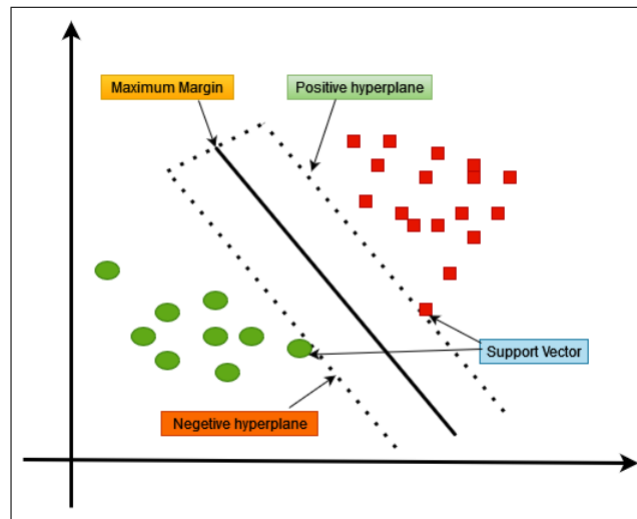 Maximum Margin
Positive hyperplane
Support Vector
Negetive hyperplane